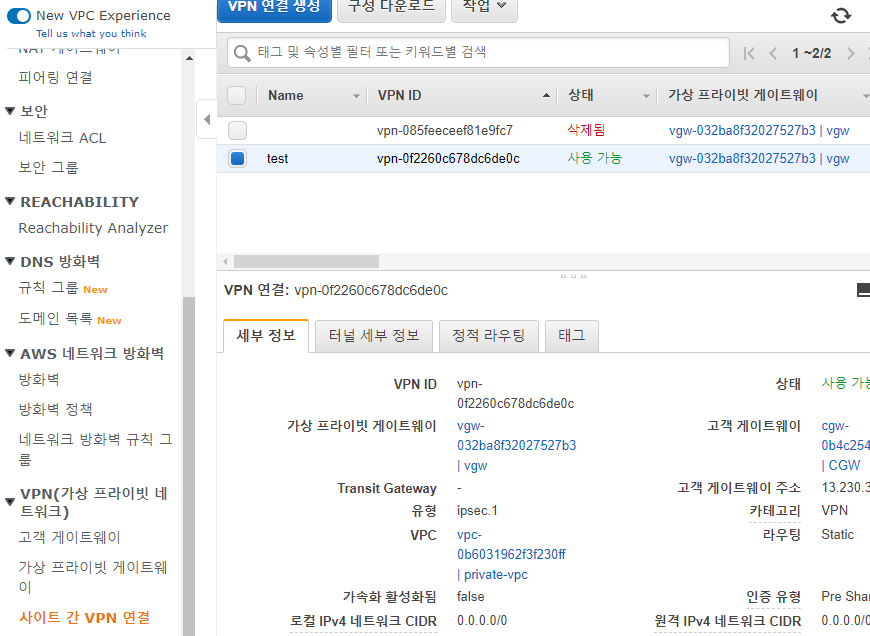 New VPC Experience
Tell us what you think
NAT 게이트웨이
피어링 연결
보안
네트워크 ACL
보안 그룹
REACHABILITY
Reachability Analyzer
DNS 방화벽
규칙 그룹 New
도메인 목록 New
AWS 네트워크 방화벽
방화벽
방화벽 정책
네트워크 방화벽 규칙 그
룹
VPN(가상 프라이빗 네
트워크)
고객 게이트웨이
가상 프라이빗 게이트웨
이
사이트 간 VPN 연결
VPN 연결 생성 구성 다운로드 작업
태그 및 속성별 필터 또는 키워드별 검색 1 ~2/2
Name VPN ID 상태 가상 프라이빗 게이트웨이
vpn-085feeceef81e9fc7 삭제됨 vgw-032ba8f32027527b3 | vgw
test vpn-0f2260c678dc6de0c 사용 가능 vgw-032ba8f32027527b3 | vgw
VPN 연결: vpn-0f2260c678dc6de0c
세부 정보 터널 세부 정보 정적 라우팅 태그
VPN ID vpn-
0f2260c678dc6de0c
상태 사용 가능
가상 프라이빗 게이트웨이 vgw-
032ba8f32027527b3
| vgw
고객 게이트웨이 cgw-
0b4c254
| CGW
Transit Gateway -
고객 게이트웨이 주소 13.230.3
유형 ipsec.1
카테고리 VPN
VPC vpc-
0b6031962f3f230ff
| private-vpc
라우팅 Static
가속화 활성화됨 false
인증 유형 Pre Shar
로컬 IPv4 네트워크 CIDR 0.0.0.0/0
원격 IPv4 네트워크 CIDR 0.0.0.0/0